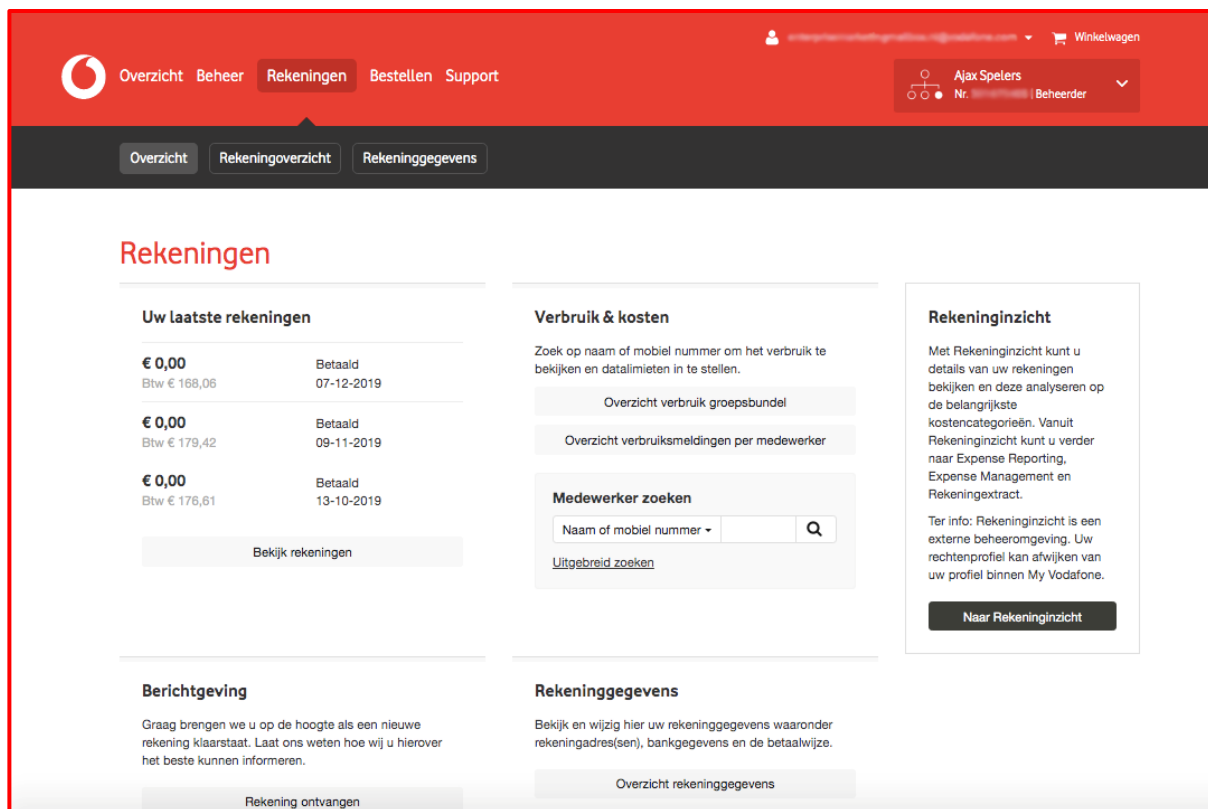 Winkelwagen
Overzicht Beheer Rekeningen Bestellen Support
Ajax Spelers
Nr. | Beheerder
Overzicht Rekeningoverzicht Rekeninggegevens
Rekeningen
Uw laatste rekeningen
€ 0,00 Betaald
Btw € 168,06 07-12-2019
€ 0,00 Betaald
Btw € 179,42 09-11-2019
€ 0,00 Betaald
Btw € 176,61 13-10-2019
Bekijk rekeningen
Verbruik & kosten
Zoek op naam of mobiel nummer om het verbruik te
bekijken en datalimieten in te stellen.
Overzicht verbruik groepsbundel
Overzicht verbruiksmeldingen per medewerker
Medewerker zoeken
Naam of mobiel nummer
Uitgebreid zoeken
Rekeninginzicht
Met Rekeninginzicht kunt u
details van uw rekeningen
bekijken en deze analyseren op
de belangrijkste
kostencategorieën. Vanuit
Rekeninginzicht kunt u verder
naar Expense Reporting,
Expense Management en
Rekeningextract.
Ter info: Rekeninginzicht is een
externe beheeromgeving. Uw
rechtenprofiel kan afwijken van
uw profiel binnen My Vodafone.
Naar Rekeninginzicht
Berichtgeving
Graag brengen we u op de hoogte als een nieuwe
rekening klaarstaat. Laat ons weten hoe wij u hierover
het beste kunnen informeren.
Rekening ontvangen
Rekeninggegevens
Bekijk en wijzig hier uw rekeninggegevens waaronder
rekeningadres(sen), bankgegevens en de betaalwijze.
Overzicht rekeninggegevens